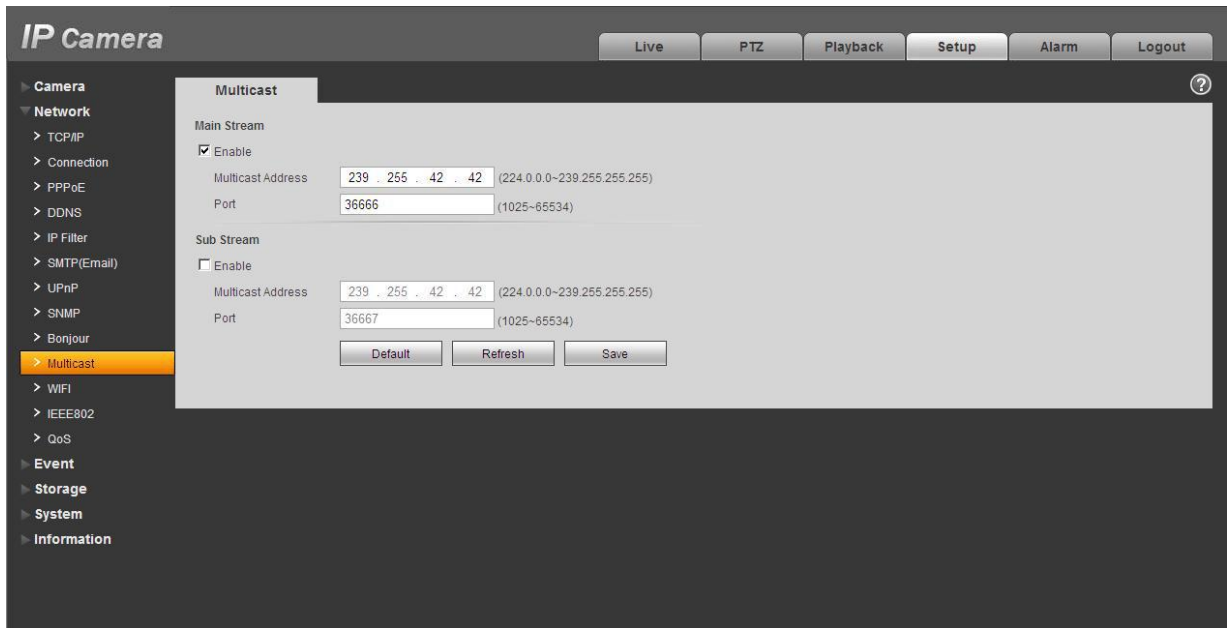 IP Camera
Live PTZ Playback Setup Alarm Logout
Camera
Network
> TCP/IP
> Connection
> PPPoE
> DDNS
> IP Filter
> SMTP(Email)
> UPnP
> SNMP
> Bonjour
> Multicast
> WIFI
> IEEE802
> QoS
Event
Storage
System
Information
Multicast
?
Main Stream
Enable
Multicast Address 239 . 255 . 42 . 42 (224.0.0.0~239.255.255.255)
Port 36666 (1025~65534)
Sub Stream
Enable
Multicast Address 239 . 255 . 42 . 42 (224.0.0.0~239.255.255.255)
Port 36667 (1025~65534)
Default Refresh Save